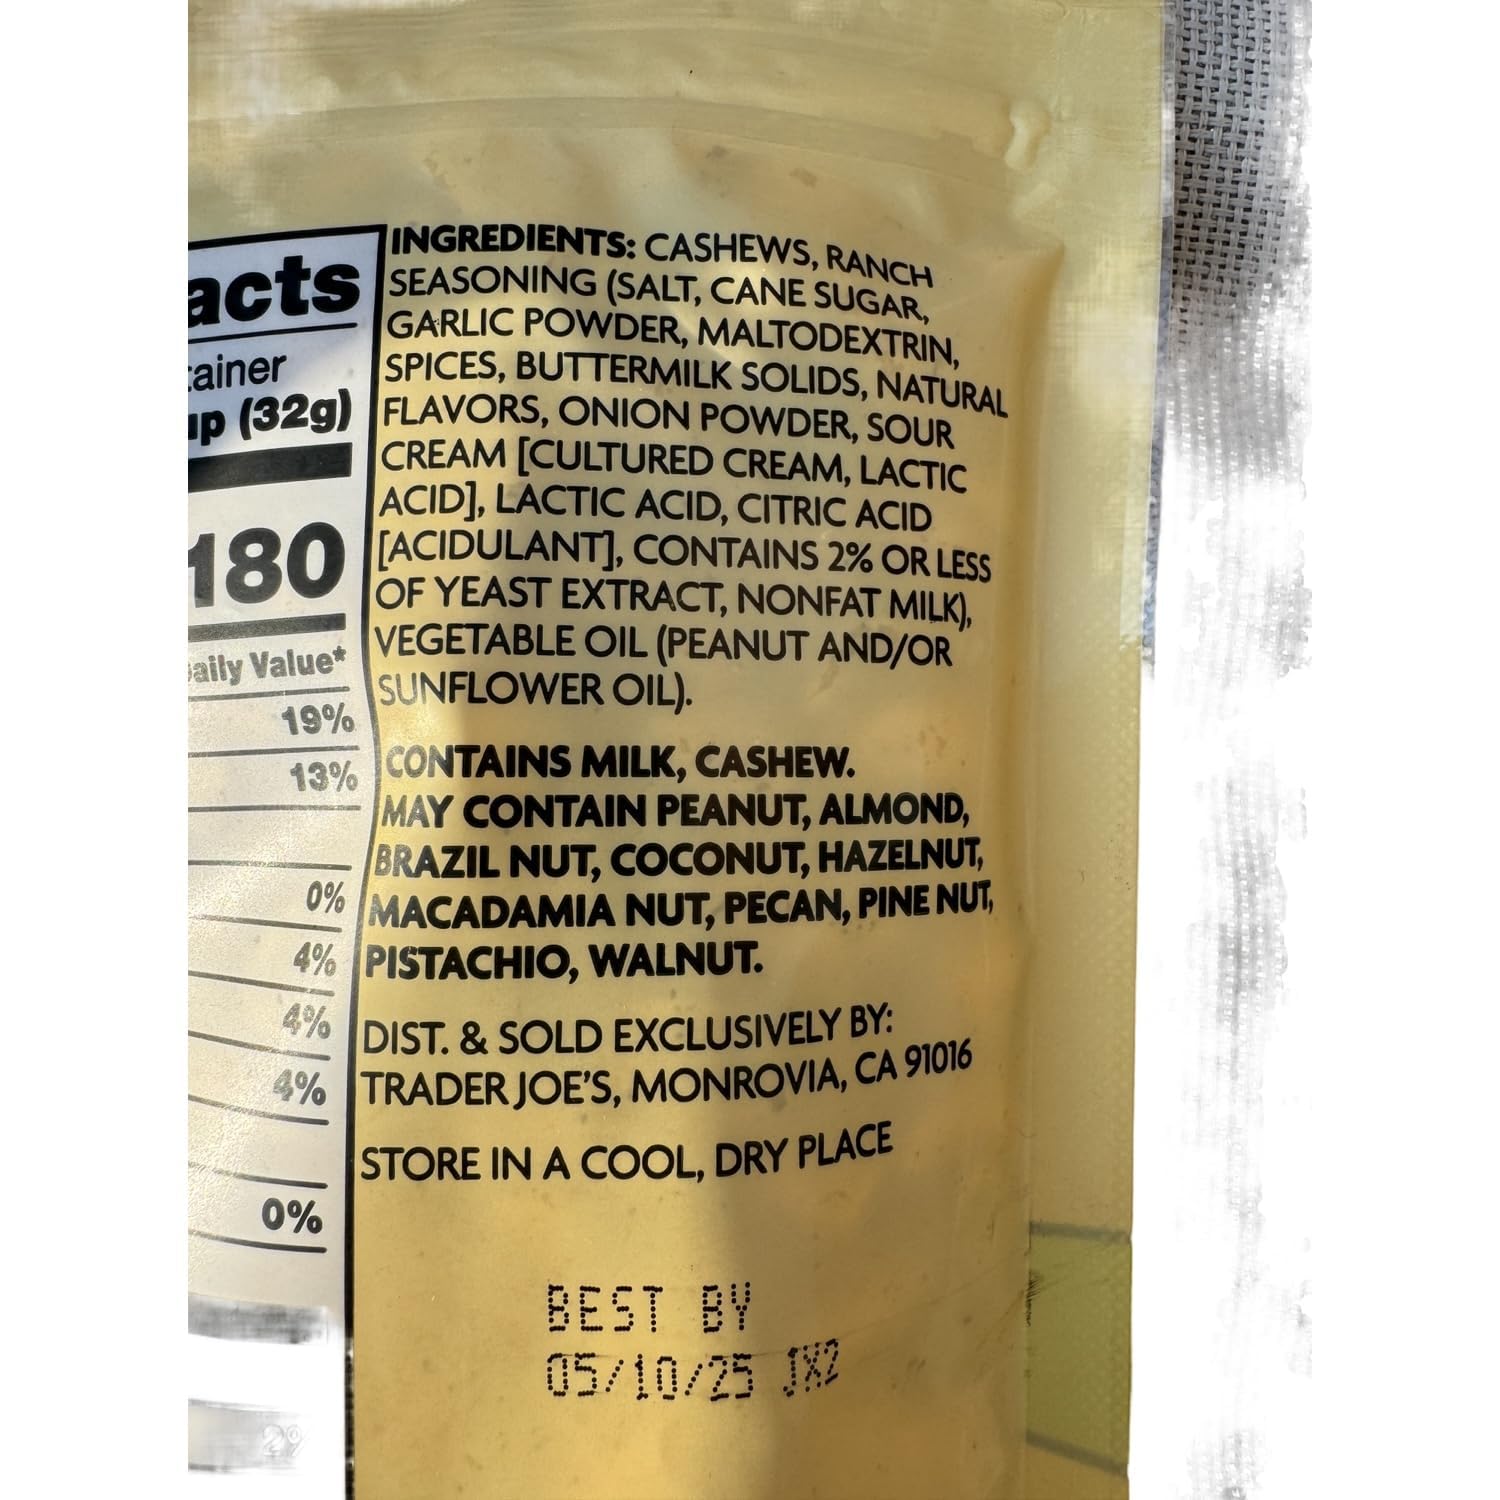 acts
tainer
up (32g)
180
aily Value*
19%
13%
0%
4%
4%
4%
0%
29
INGREDIENTS: CASHEWS, RANCH
SEASONING (SALT, CANE SUGAR,
GARLIC POWDER, MALTODEXTRIN,
SPICES, BUTTERMILK SOLIDS, NATURAL
FLAVORS, ONION POWDER, SOUR
CREAM [CULTURED CREAM, LACTIC
ACID], LACTIC ACID, CITRIC ACID
[ACIDULANT], CONTAINS 2% OR LESS
OF YEAST EXTRACT, NONFAT MILK),
VEGETABLE OIL (PEANUT AND/OR
SUNFLOWER OIL).
CONTAINS MILK, CASHEW.
MAY CONTAIN PEANUT, ALMOND,
BRAZIL NUT, COCONUT, HAZELNUT,
MACADAMIA NUT, PECAN, PINE NUT,
PISTACHIO, WALNUT.
DIST. & SOLD EXCLUSIVELY BY:
TRADER JOE'S, MONROVIA, CA 91016
STORE IN A COOL, DRY PLACE
BEST BY
05/10/25 JX2